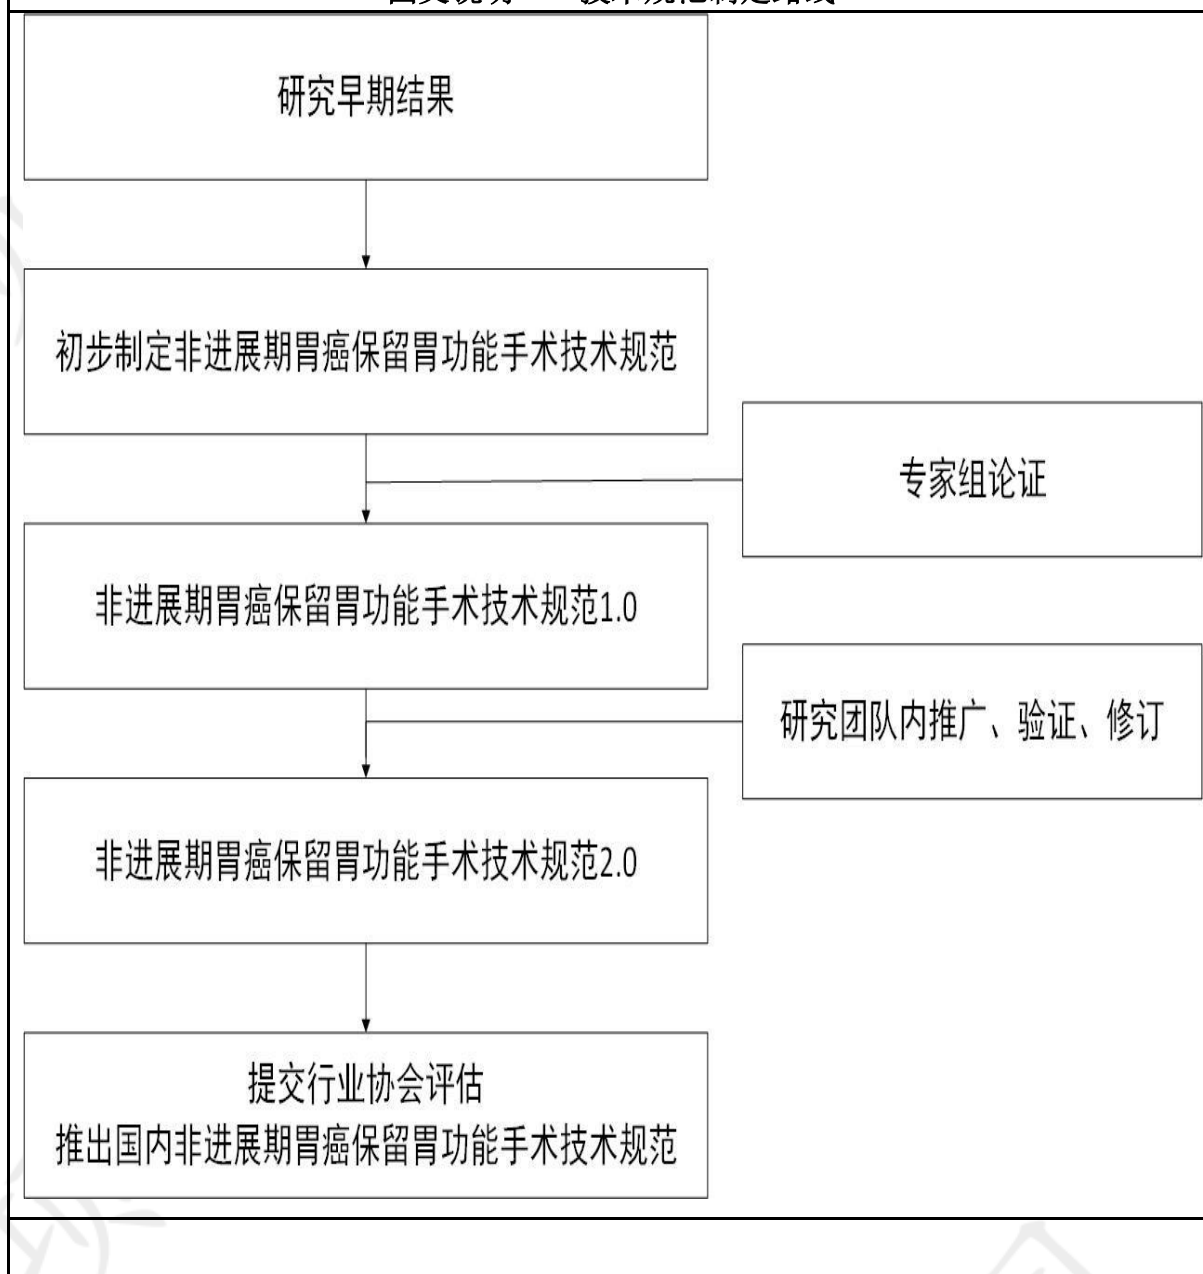 研究早期结果
初步制定非进展期胃癌保留胃功能手术技术规范
专家组论证
非进展期胃癌保留胃功能手术技术规范1.0
研究团队内推广、验证、修订
非进展期胃癌保留胃功能手术技术规范2.0
提交行业协会评估
推出国内非进展期胃癌保留胃功能手术技术规范